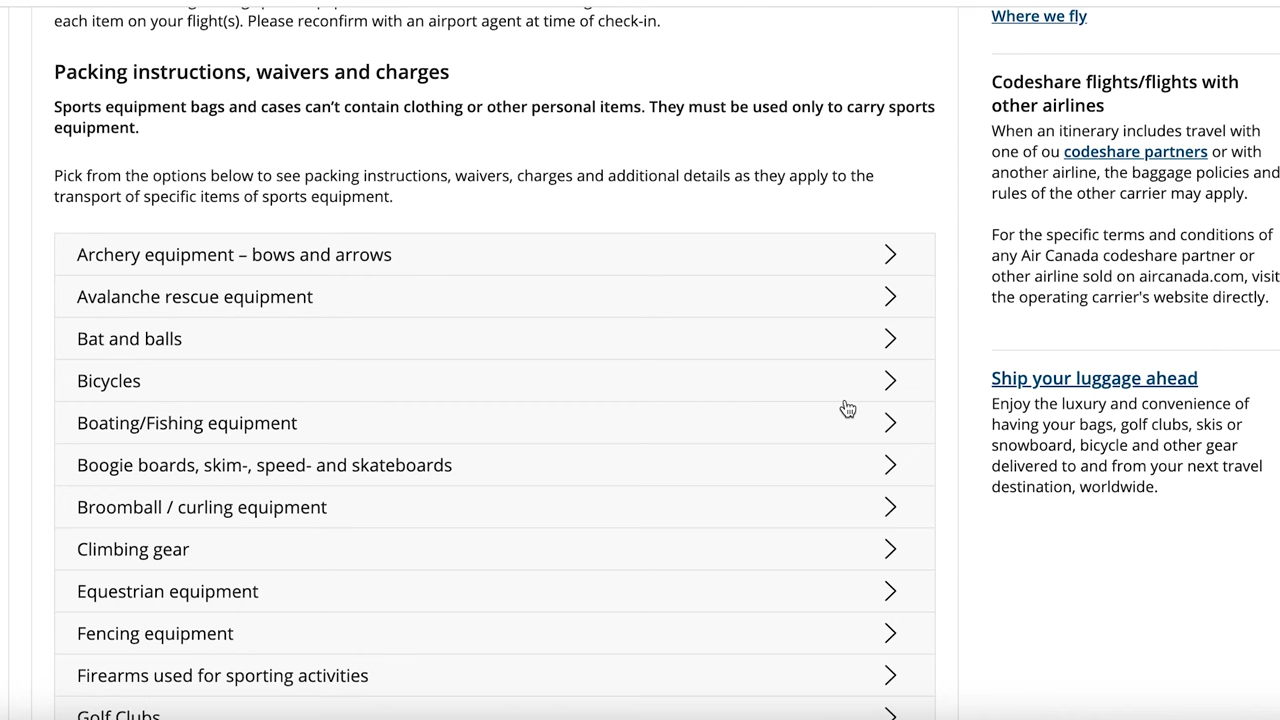 each item on your flight(s). Please reconfirm with an airport agent at time of check-in.
Packing instructions, waivers and charges
Sports equipment bags and cases can’t contain clothing or other personal items. They must be used only to carry sports
equipment.
Pick from the options below to see packing instructions, waivers, charges and additional details as they apply to the
transport of specific items of sports equipment.
Archery equipment – bows and arrows
Avalanche rescue equipment
Bat and balls
Bicycles
Boating/Fishing equipment
Boogie boards, skim-, speed- and skateboards
Broomball / curling equipment
Climbing gear
Equestrian equipment
Fencing equipment
Firearms used for sporting activities
Golf Clubs
Where we fly
Codeshare flights/flights with
other airlines
When an itinerary includes travel with
one of ou codeshare partners or with
another airline, the baggage policies and
rules of the other carrier may apply.
For the specific terms and conditions of
any Air Canada codeshare partner or
other airline sold on aircanada.com, visit
the operating carrier's website directly.
Ship your luggage ahead
Enjoy the luxury and convenience of
having your bags, golf clubs, skis or
snowboard, bicycle and other gear
delivered to and from your next travel
destination, worldwide.